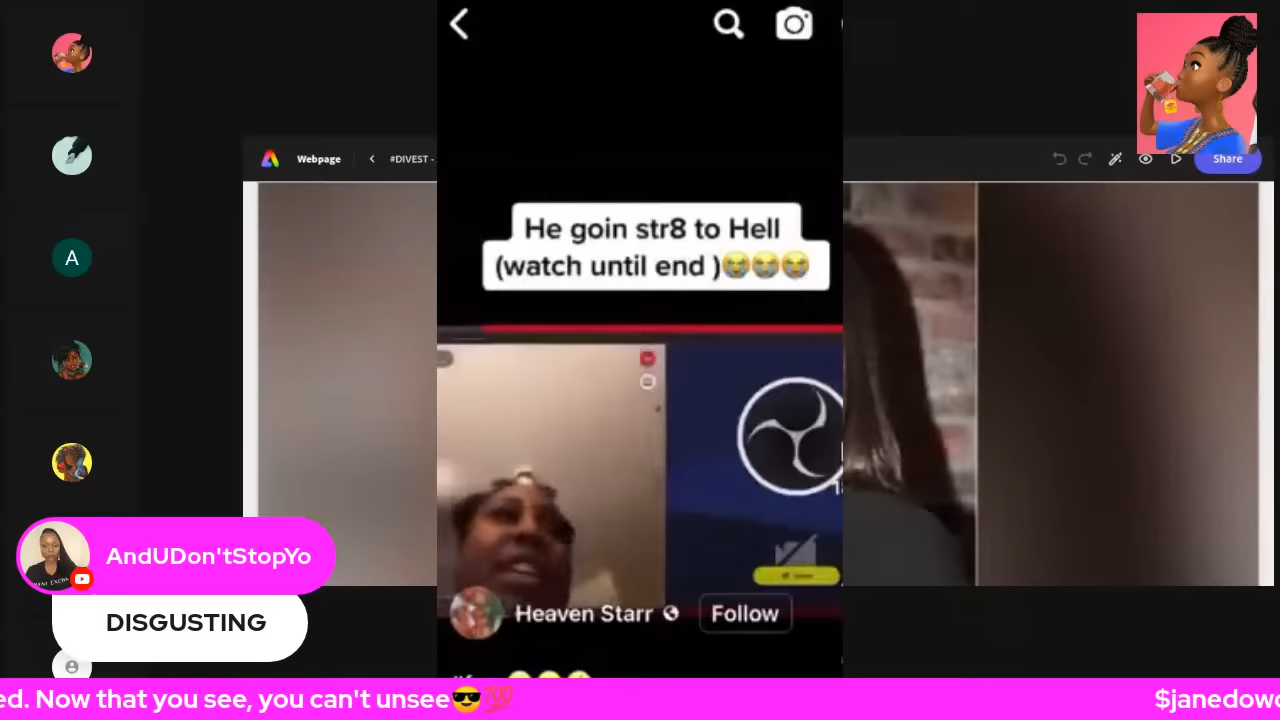 Webpage
#DIVEST -
Share
He goin str8 to Hell
(watch until end )😭😭😭
A
AndUDon'tStopYo
DISGUSTING
Heaven Starr
Follow
ed. Now that you see, you can't unsee😎💯
$janedowo